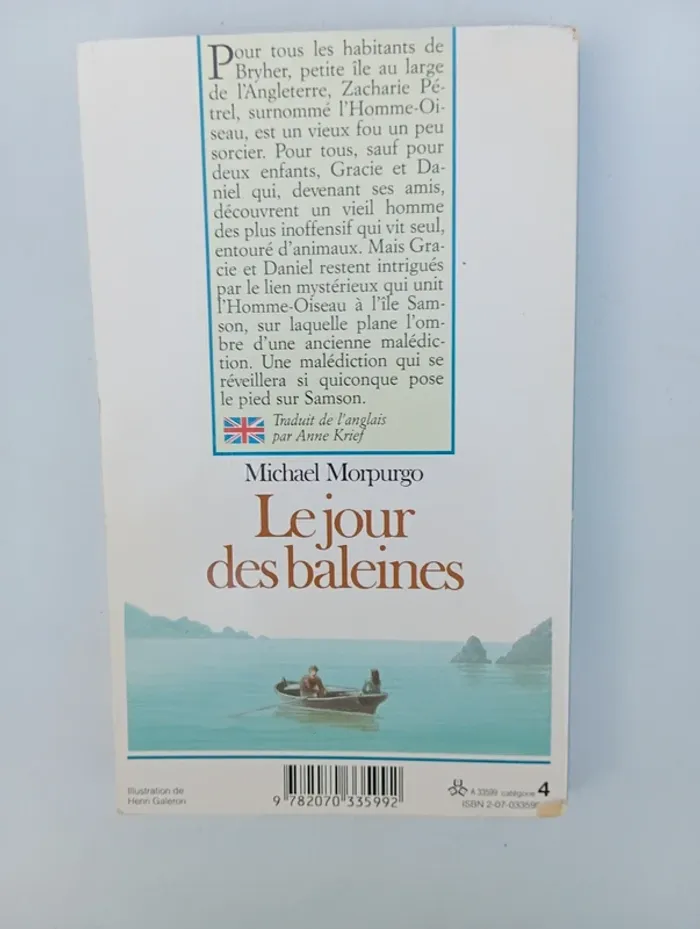 Pour tous les habitants de
Bryher, petite île au large
de l'Angleterre, Zacharie Pé-
trel, surnommé l'Homme-Oi-
seau, est un vieux fou un peu
sorcier. Pour tous, sauf pour
deux enfants, Gracie et Da-
niel qui, devenant ses amis,
découvrent un vieil homme
des plus inoffensif qui vit seul,
entouré d'animaux. Mais Gra-
cie et Daniel restent intrigués
par le lien mystérieux qui unit
l'Homme-Oiseau à l'île Sam-
son, sur laquelle plane l'om-
bre d'une ancienne malédic-
tion. Une malédiction qui se
réveillera si quiconque pose
le pied sur Samson.
Traduit de l'anglais
par Anne Krief
Michael Morpurgo
Le jour
des baleines
Illustration de
Henri Galeron
9 782070 335992
A 33599 catégorie 4
ISBN 2-07-03359